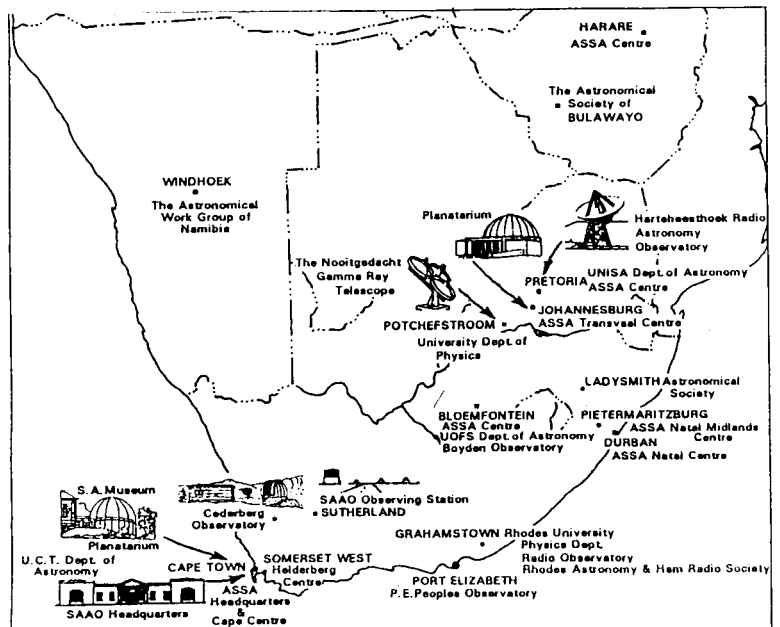 HARARE
ASSA Centre
The Astronomical
Society of
BULAWAYO
WINDHOEK
The Astronomical
Work Group of
Namibia
Planatarium
Harteheesthoek Radio
Astronomy
Observatory
The Nooitgedacht
Gamma Ray
Telescope
PRETORIA
UNISA Dept. of Astronomy
ASSA Centre
JOHANNESBURG
ASSA Transvaal Centre
POTCHEFSTROOM
University Dept. of
Physics
LADYSMITH Astronomical
Society
BLOEMFONTEIN
ASSA Centre
UOFS Dept. of Astronomy
Boyden Observatory
PIETERMARITZBURG
ASSA Natal Midlands
Centre
DURBAN
ASSA Natal Centre
S.A. Museum
Planatarium
Cederberg
Observatory
SAAO Observing Station
SUTHERLAND
GRAHAMSTOWN Rhodes University
Physics Dept.
Radio Observatory
Rhodes Astronomy & Ham Radio Society
U.C.T. Dept. of
Astronomy
CAPE TOWN
SOMERSET WEST
Helderberg
Centre
ASSA
Headquarters
&
Cape Centre
SAAO Headquarters
PORT ELIZABETH
P.E. Peoples Observatory